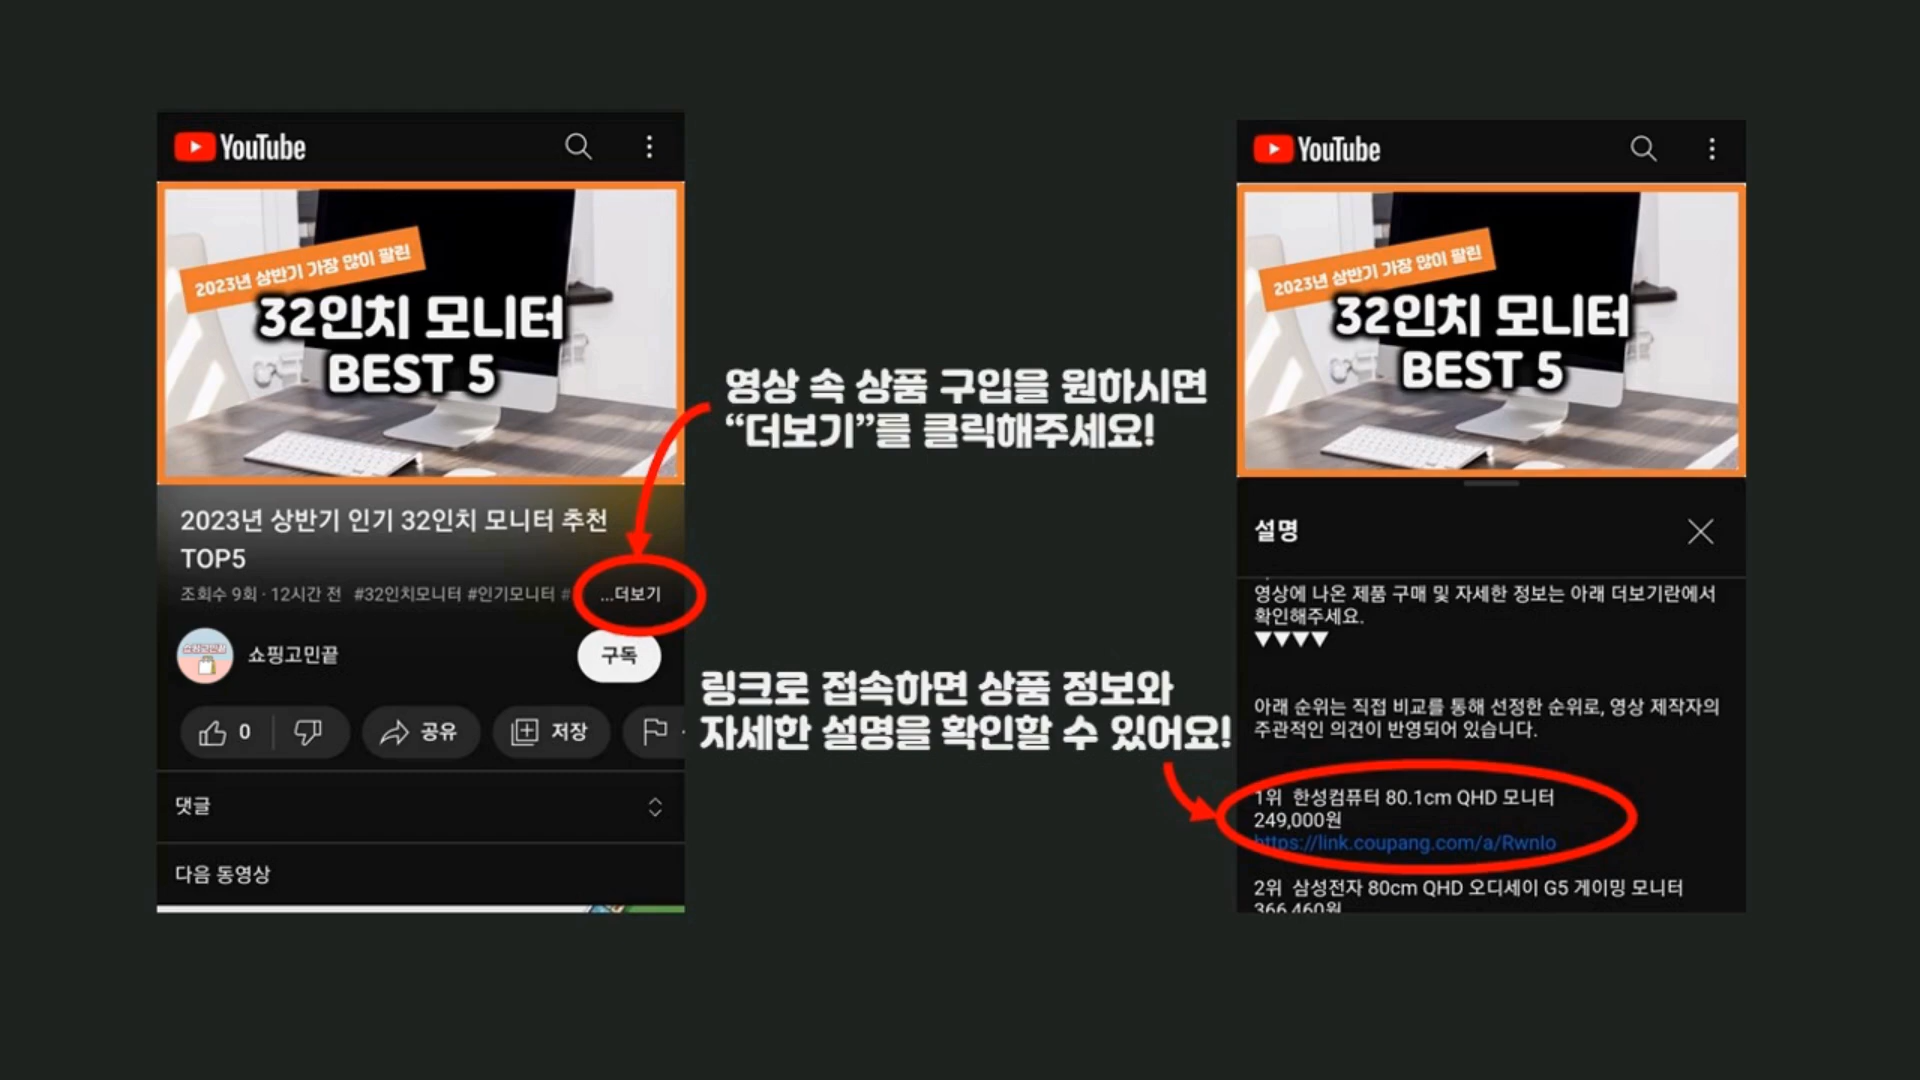 YouTube
2023년 상반기 가장 많이 팔린
32인치 모니터
BEST 5
2023년 상반기 인기 32인치 모니터 추천
TOP5
조회수 9회 · 12시간 전 #32인치모니터 #인기모니터 # ...더보기
쇼핑고민끝
구독
0
공유
저장
댓글
다음 동영상
영상 속 상품 구입을 원하시면
“더보기”를 클릭해주세요!
링크로 접속하면 상품 정보와
자세한 설명을 확인할 수 있어요!
YouTube
2023년 상반기 가장 많이 팔린
32인치 모니터
BEST 5
설명
영상에 나온 제품 구매 및 자세한 정보는 아래 더보기란에서
확인해주세요.
▼▼▼▼
아래 순위는 직접 비교를 통해 선정한 순위로, 영상 제작자의
주관적인 의견이 반영되어 있습니다.
1위 한성컴퓨터 80.1cm QHD 모니터
249,000원
https://link.coupang.com/a/RwnIo
2위 삼성전자 80cm QHD 오디세이 G5 게이밍 모니터
366,460원